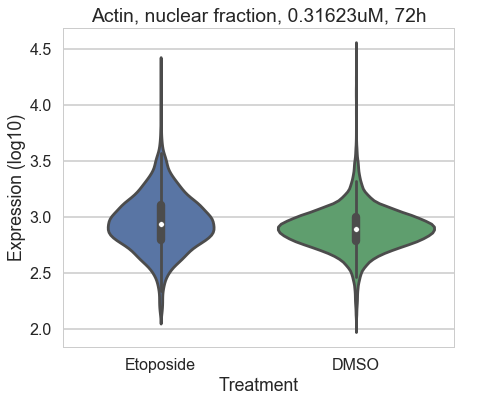 Actin, nuclear fraction, 0.31623uM, 72h
4.5
4.0
3.5
3.0
2.5
2.0
Expression (log10)
Etoposide
DMSO
Treatment